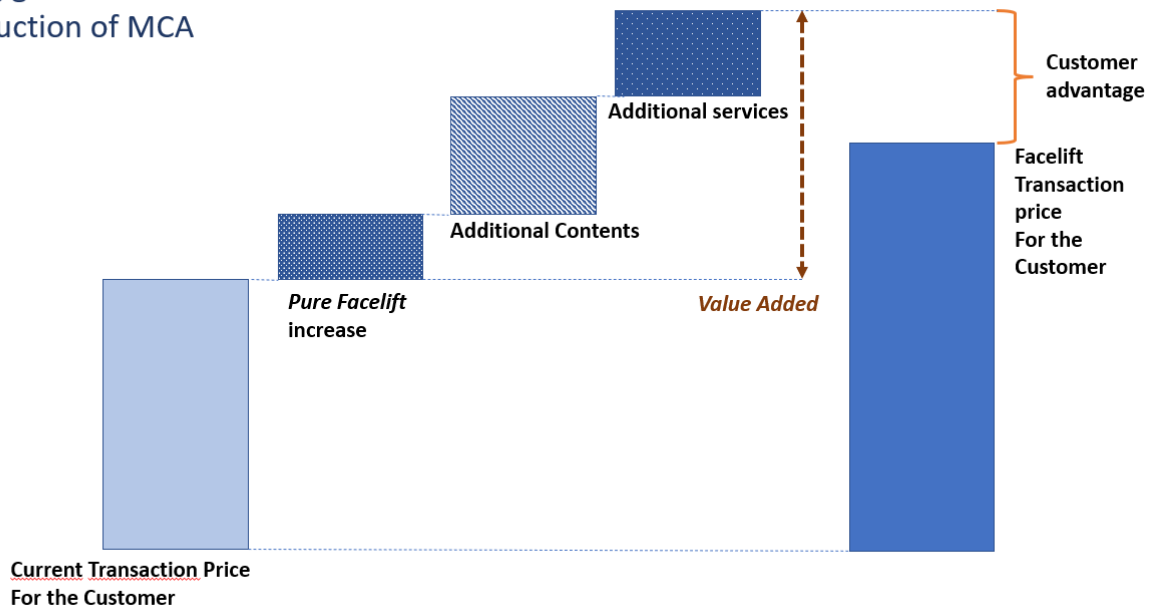 uction of MCA
Customer
advantage
Additional services
Facelift
Transaction
price
For the
Customer
Additional Contents
Pure Facelift
increase
Value Added
Current Transaction Price
For the Customer